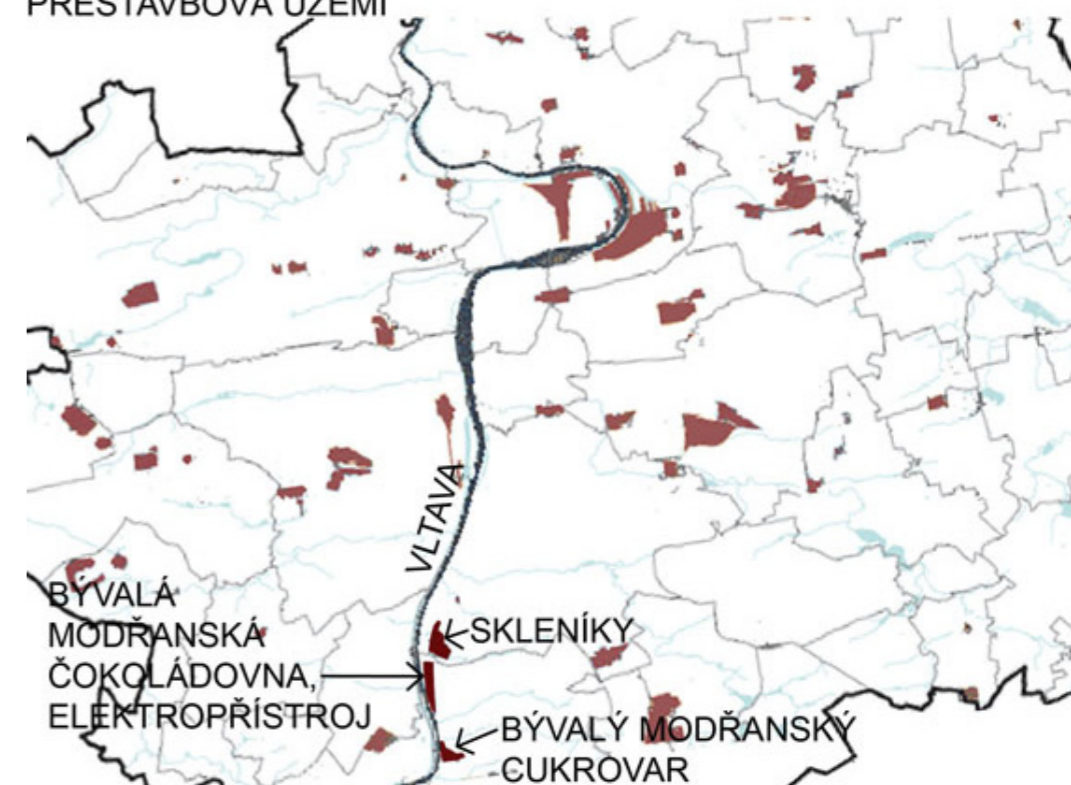 PŘESTAVBOVÁ ÚZEMÍ
VLTAVA
BÝVALÁ
MODŘANSKÁ
ČOKOLÁDOVNA,
ELEKTROPŘÍSTROJ
SKLENÍKY
BÝVALÝ MODŘANSKÝ
CUKROVAR